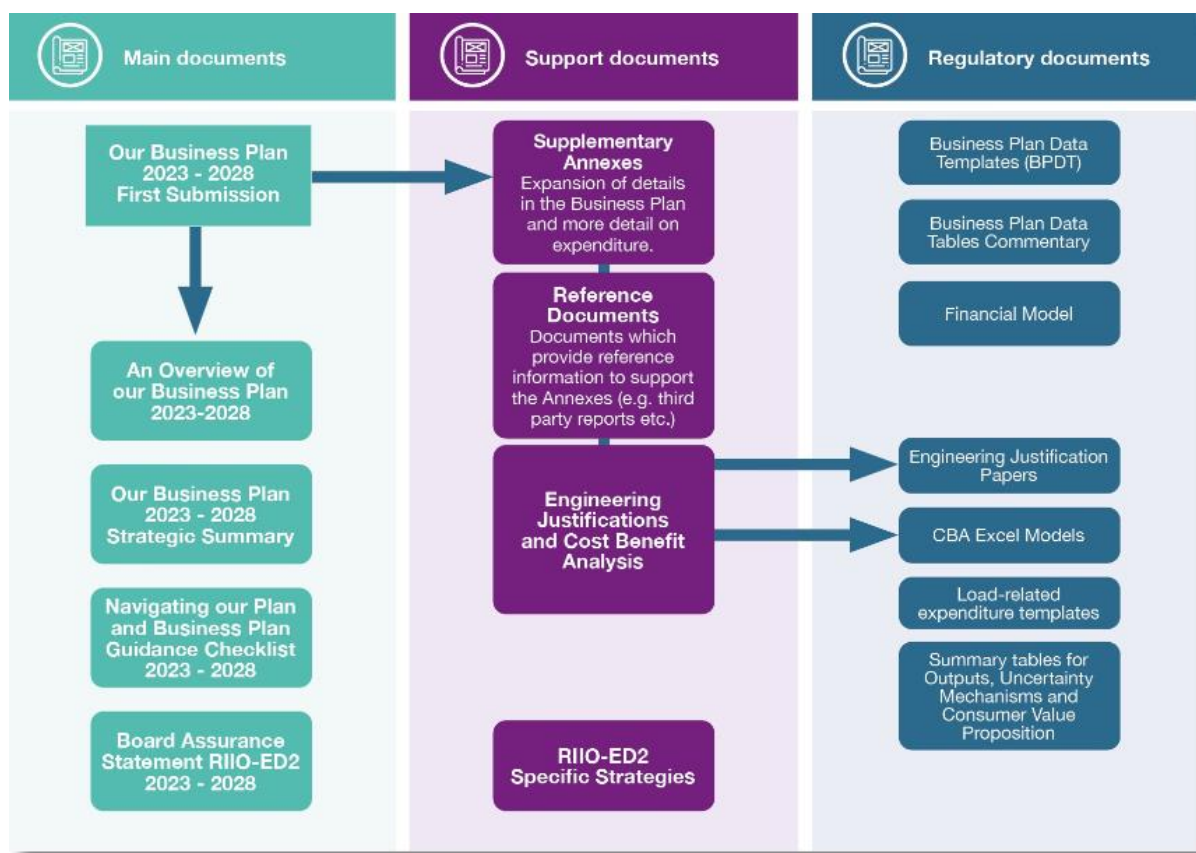 Main documents
Our Business Plan
2023 - 2028
First Submission
An Overview of
our Business Plan
2023-2028
Our Business Plan
2023 - 2028
Strategic Summary
Navigating our Plan
and Business Plan
Guidance Checklist
2023 - 2028
Board Assurance
Statement RIIO-ED2
2023 - 2028
Support documents
Supplementary
Annexes
Expansion of details
in the Business Plan
and more detail on
expenditure.
Reference
Documents
Documents which
provide reference
information to support
the Annexes (e.g. third
party reports etc.)
Engineering
Justifications
and Cost Benefit
Analysis
RIIO-ED2
Specific Strategies
Regulatory documents
Business Plan Data
Templates (BPDT)
Business Plan Data
Tables Commentary
Financial Model
Engineering Justification
Papers
CBA Excel Models
Load-related
expenditure templates
Summary tables for
Outputs, Uncertainty
Mechanisms and
Consumer Value
Proposition